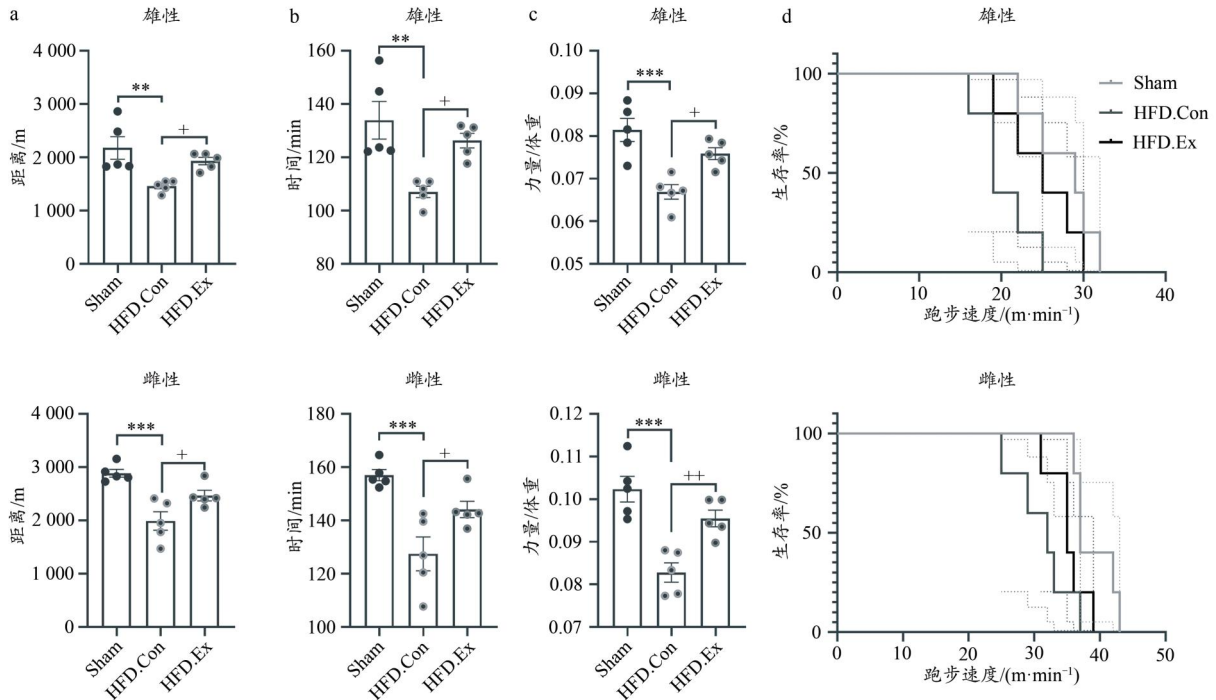 a
雄性
距离/m
4 000
3 000
2 000
1 000
0
**
+
Sham
HFD.Con
HFD.Ex
b
雄性
时间/min
160
140
120
100
80
**
+
Sham
HFD.Con
HFD.Ex
c
雄性
力量/体重
0.10
0.09
0.08
0.07
0.06
0.05
***
+
Sham
HFD.Con
HFD.Ex
d
雄性
生存率/%
100
50
0
0 10 20 30 40
跑步速度/(m·min⁻¹)
Sham
HFD.Con
HFD.Ex
雌性
距离/m
4 000
3 000
2 000
1 000
0
***
+
Sham
HFD.Con
HFD.Ex
雌性
时间/min
180
160
140
120
100
***
+
Sham
HFD.Con
HFD.Ex
雌性
力量/体重
0.12
0.11
0.10
0.09
0.08
0.07
***
++
Sham
HFD.Con
HFD.Ex
雌性
生存率/%
100
50
0
0 10 20 30 40 50
跑步速度/(m·min⁻¹)